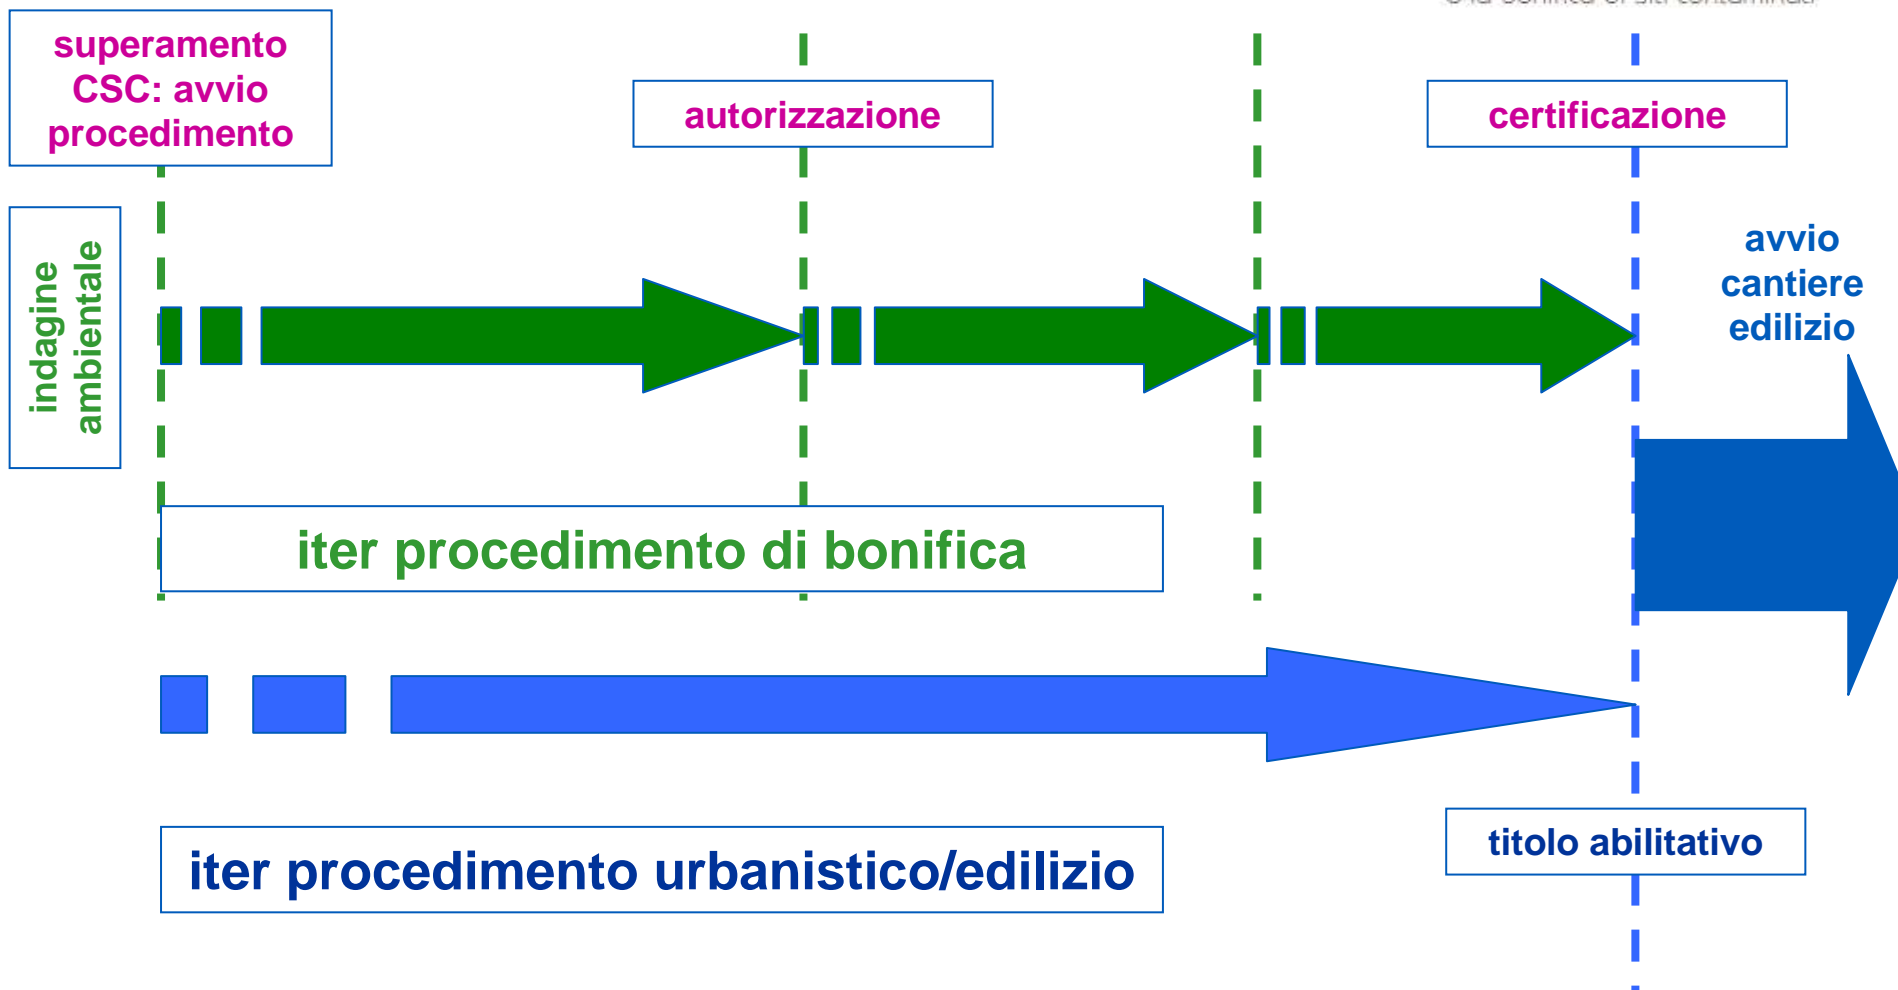 superamento
CSC: avvio
procedimento
autorizzazione
certificazione
indagine
ambientale
avvio
cantiere
edilizio
iter procedimento di bonifica
iter procedimento urbanistico/edilizio
titolo abilitativo